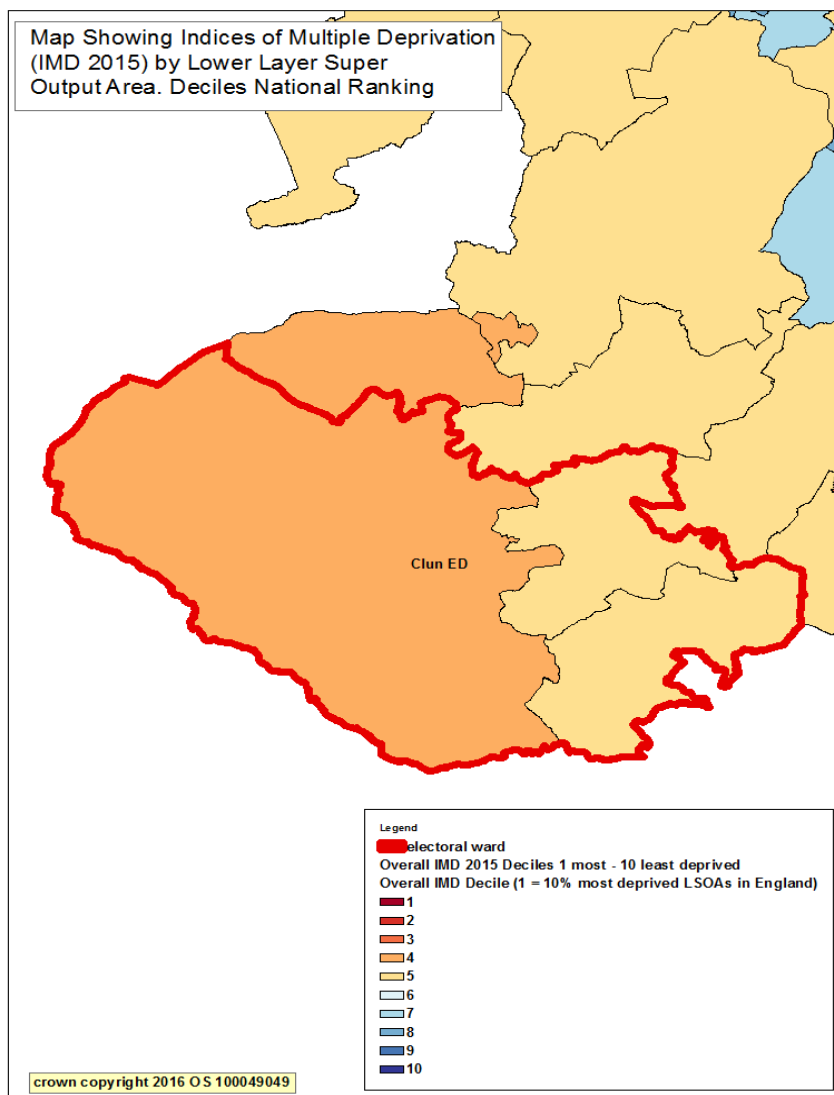 Map Showing Indices of Multiple Deprivation
(IMD 2015) by Lower Layer Super
Output Area. Deciles National Ranking
Clun ED
Legend
electoral ward
Overall IMD 2015 Deciles 1 most - 10 least deprived
Overall IMD Decile (1 = 10% most deprived LSOAs in England)
1
2
3
4
5
6
7
8
9
10
crown copyright 2016 OS 100049049